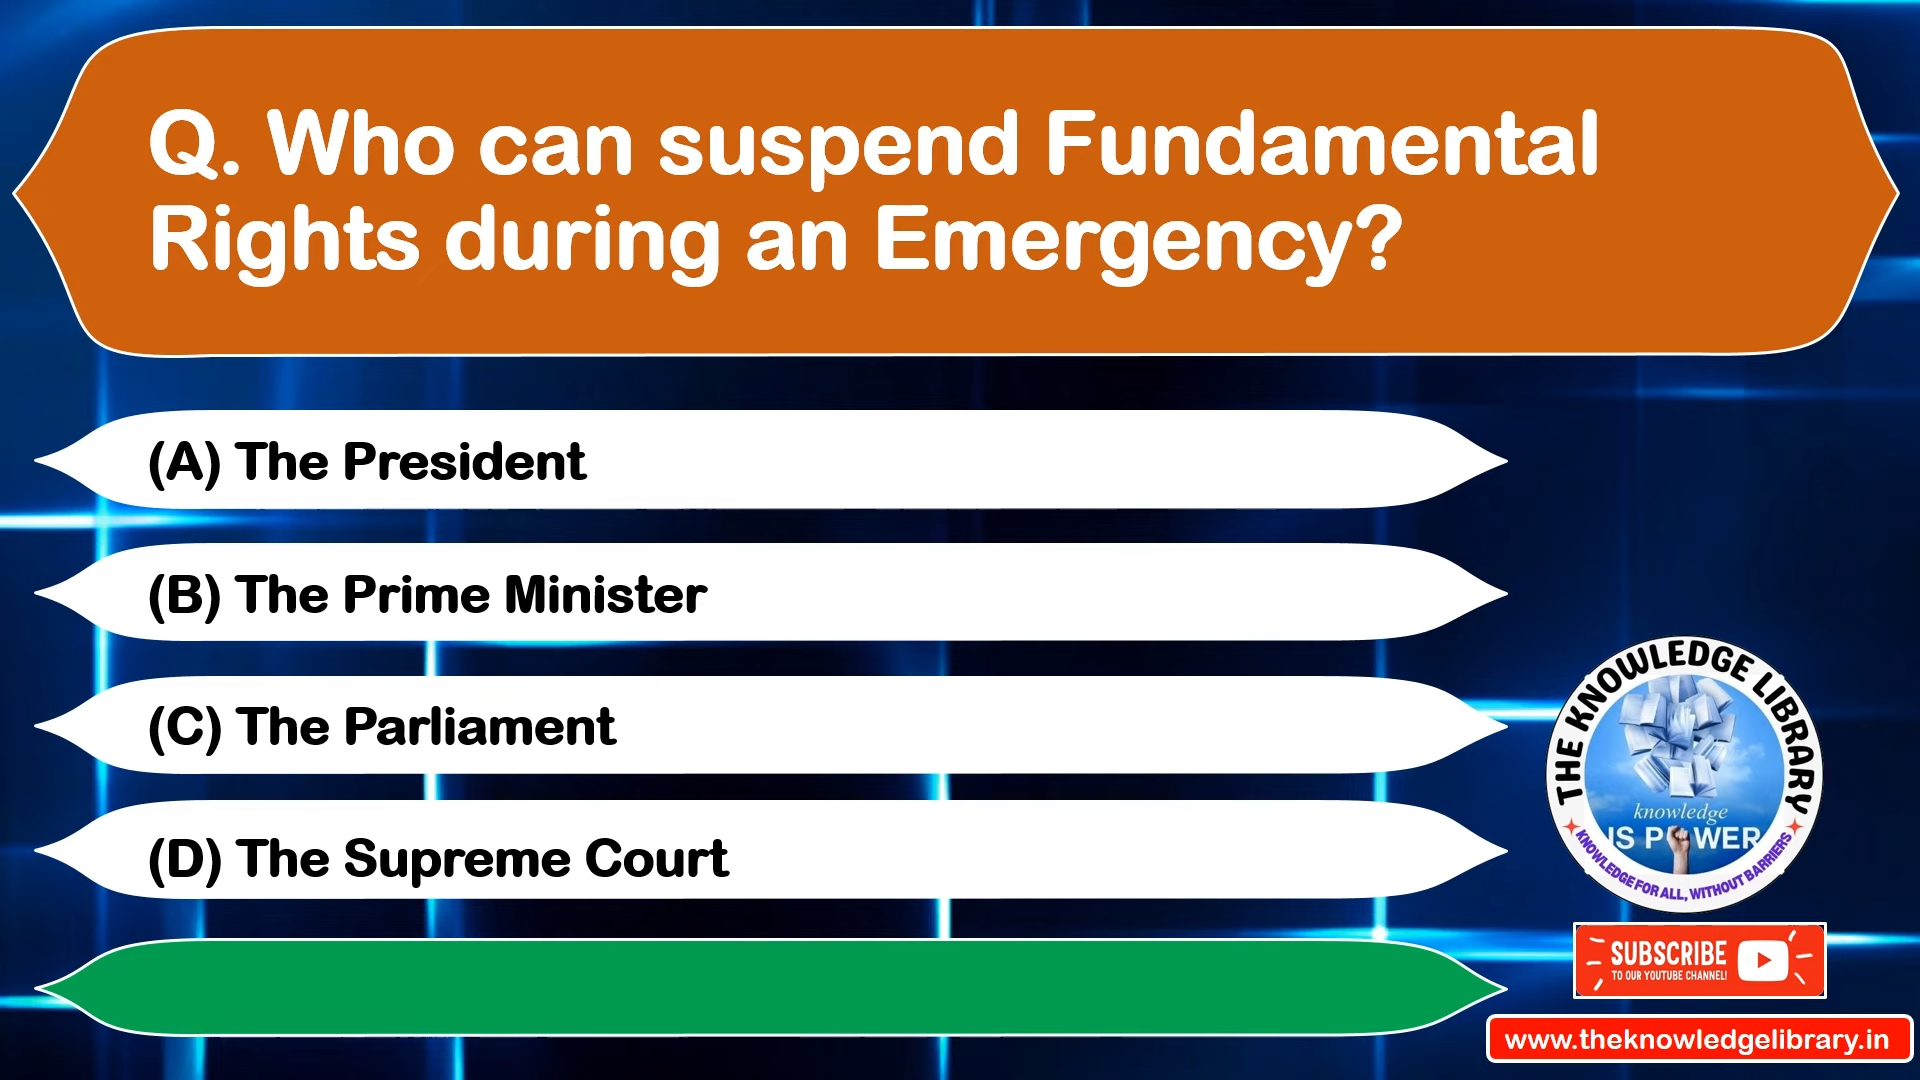 Q. Who can suspend Fundamental
Rights during an Emergency?
(A) The President
(B) The Prime Minister
(C) The Parliament
(D) The Supreme Court
THE KNOWLEDGE LIBRARY
knowledge
IS POWER
KNOWLEDGE FOR ALL, WITHOUT BARRIERS
SUBSCRIBE
TO OUR YOUTUBE CHANNEL!
www.theknowledgelibrary.in